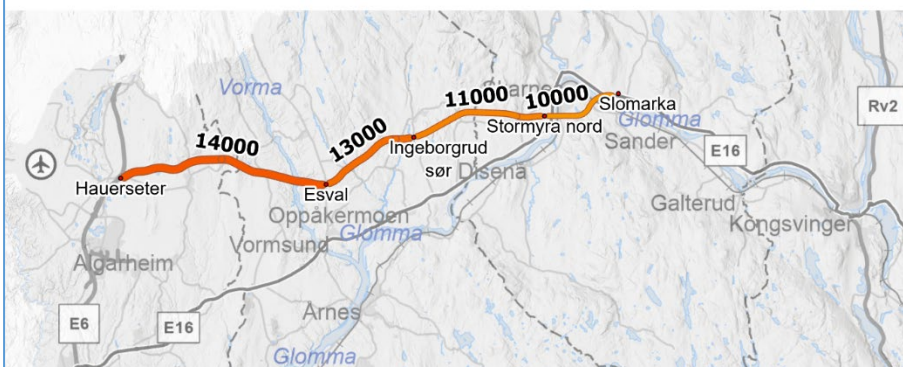 Vorma
11000
10000
Slomarka
14000
13000
Stormyra nord
Glomma
Rv2
Ingeborgrud
sør
Sander
E16
Disena
Hauerseter
Esval
Galterud
Oppåkermoen
Kongsvinger
Vormsund
Glomma
Algarheim
Årnes
E6
E16
Glomma